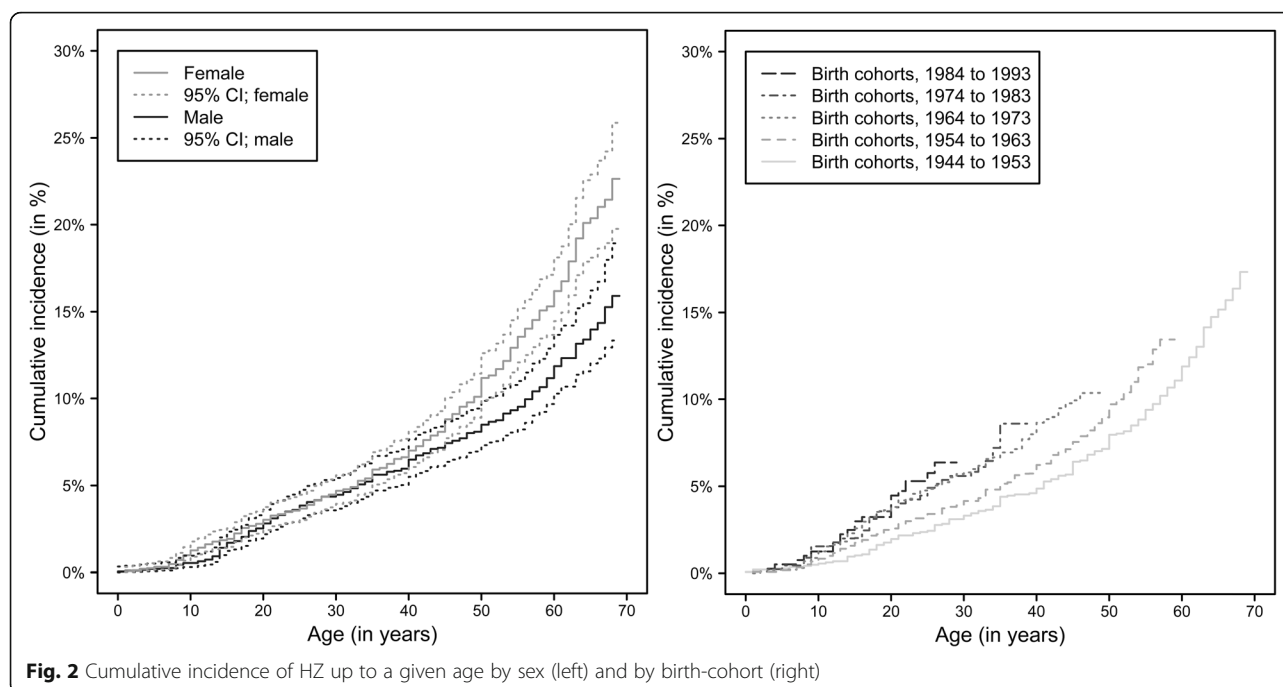 30%
25%
20%
15%
10%
5%
0%
Cumulative incidence (in %)
Female
95% CI; female
Male
95% CI; male
0 10 20 30 40 50 60 70
Age (in years)
30%
25%
20%
15%
10%
5%
0%
Cumulative incidence (in %)
Birth cohorts, 1984 to 1993
Birth cohorts, 1974 to 1983
Birth cohorts, 1964 to 1973
Birth cohorts, 1954 to 1963
Birth cohorts, 1944 to 1953
0 10 20 30 40 50 60 70
Age (in years)
Fig. 2 Cumulative incidence of HZ up to a given age by sex (left) and by birth-cohort (right)